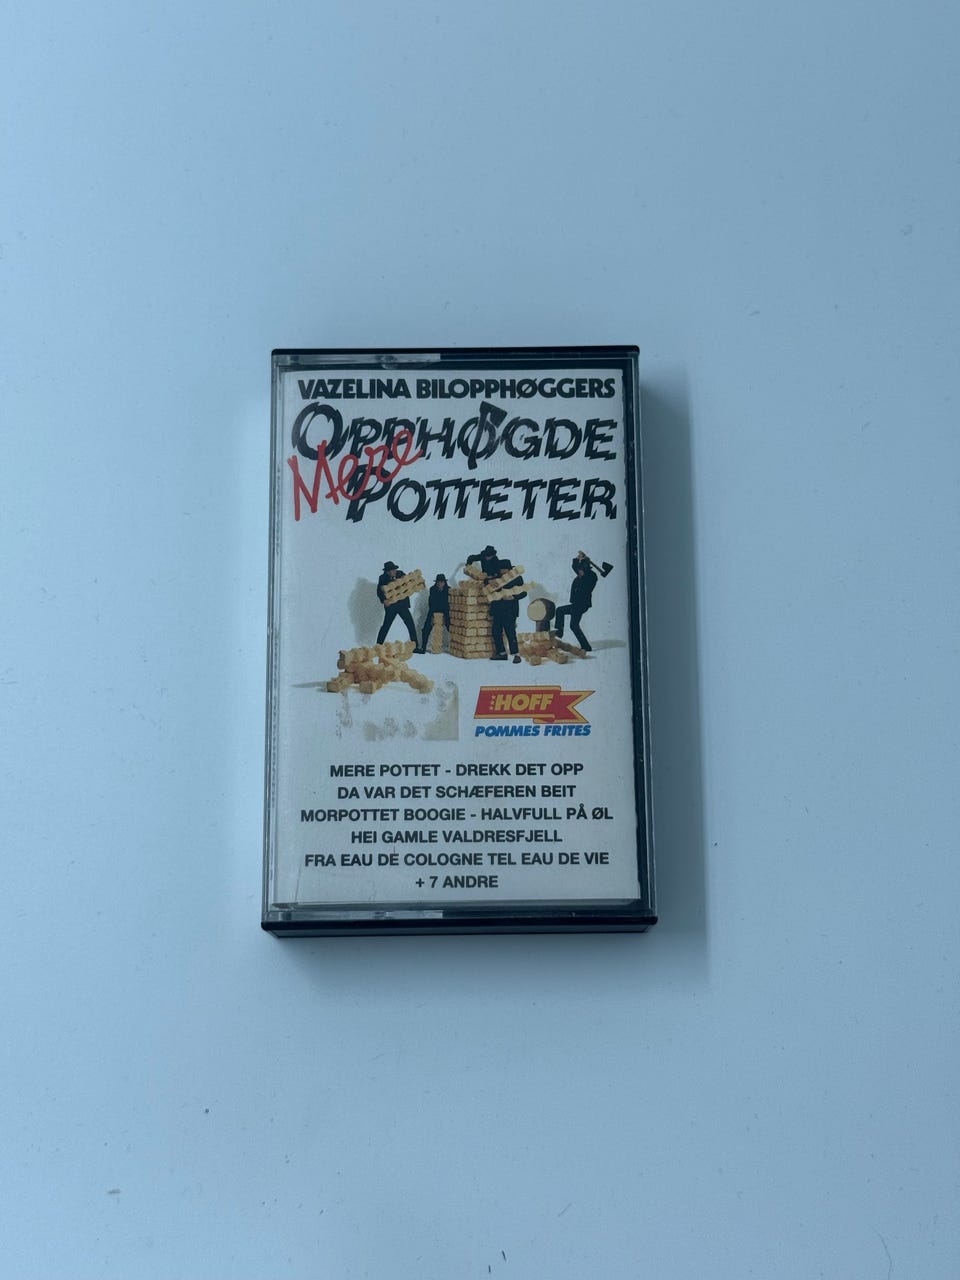 VAZELINA BILOPPHØGGERS
OPPHØGDE
Mere
POTTETER
HOFF
POMMES FRITES
MERE POTTET - DREKK DET OPP
DA VAR DET SCHÆFEREN BEIT
MORPOTTET BOOGIE - HALVFULL PÅ ØL
HEI GAMLE VALDRESFJELL
FRA EAU DE COLOGNE TEL EAU DE VIE
+ 7 ANDRE